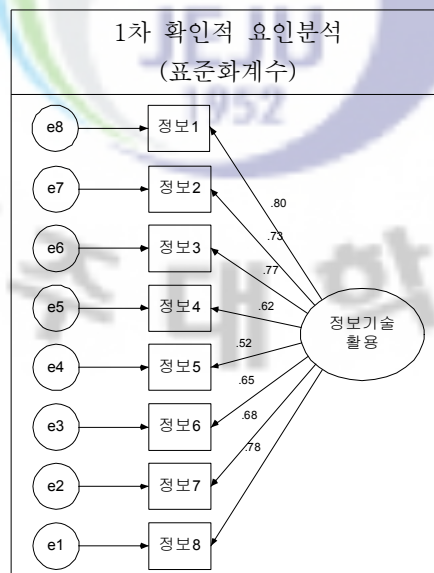 1차 확인적 요인분석
(표준화계수)
JEJU
1952
e8
정보1
.80
e7
정보2
.73
e6
정보3
.77
e5
정보4
.62
정보기술
활용
e4
정보5
.52
e3
정보6
.65
e2
정보7
.68
e1
정보8
.78
대